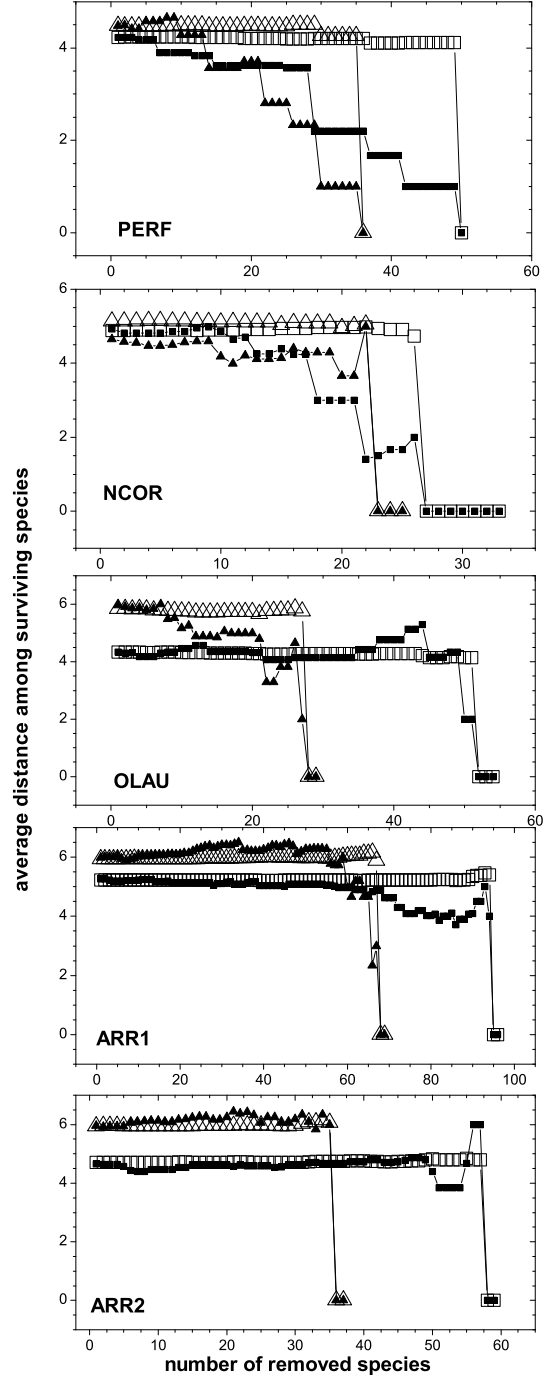 4
2
0
PERF
0 20 40 60
6
4
2
0
NCOR
0 10 20 30
6
4
2
0
OLAU
0 20 40 60
average distance among surviving species
6
4
2
0
ARR1
0 20 40 60 80 100
6
4
2
0
ARR2
0 10 20 30 40 50 60
number of removed species